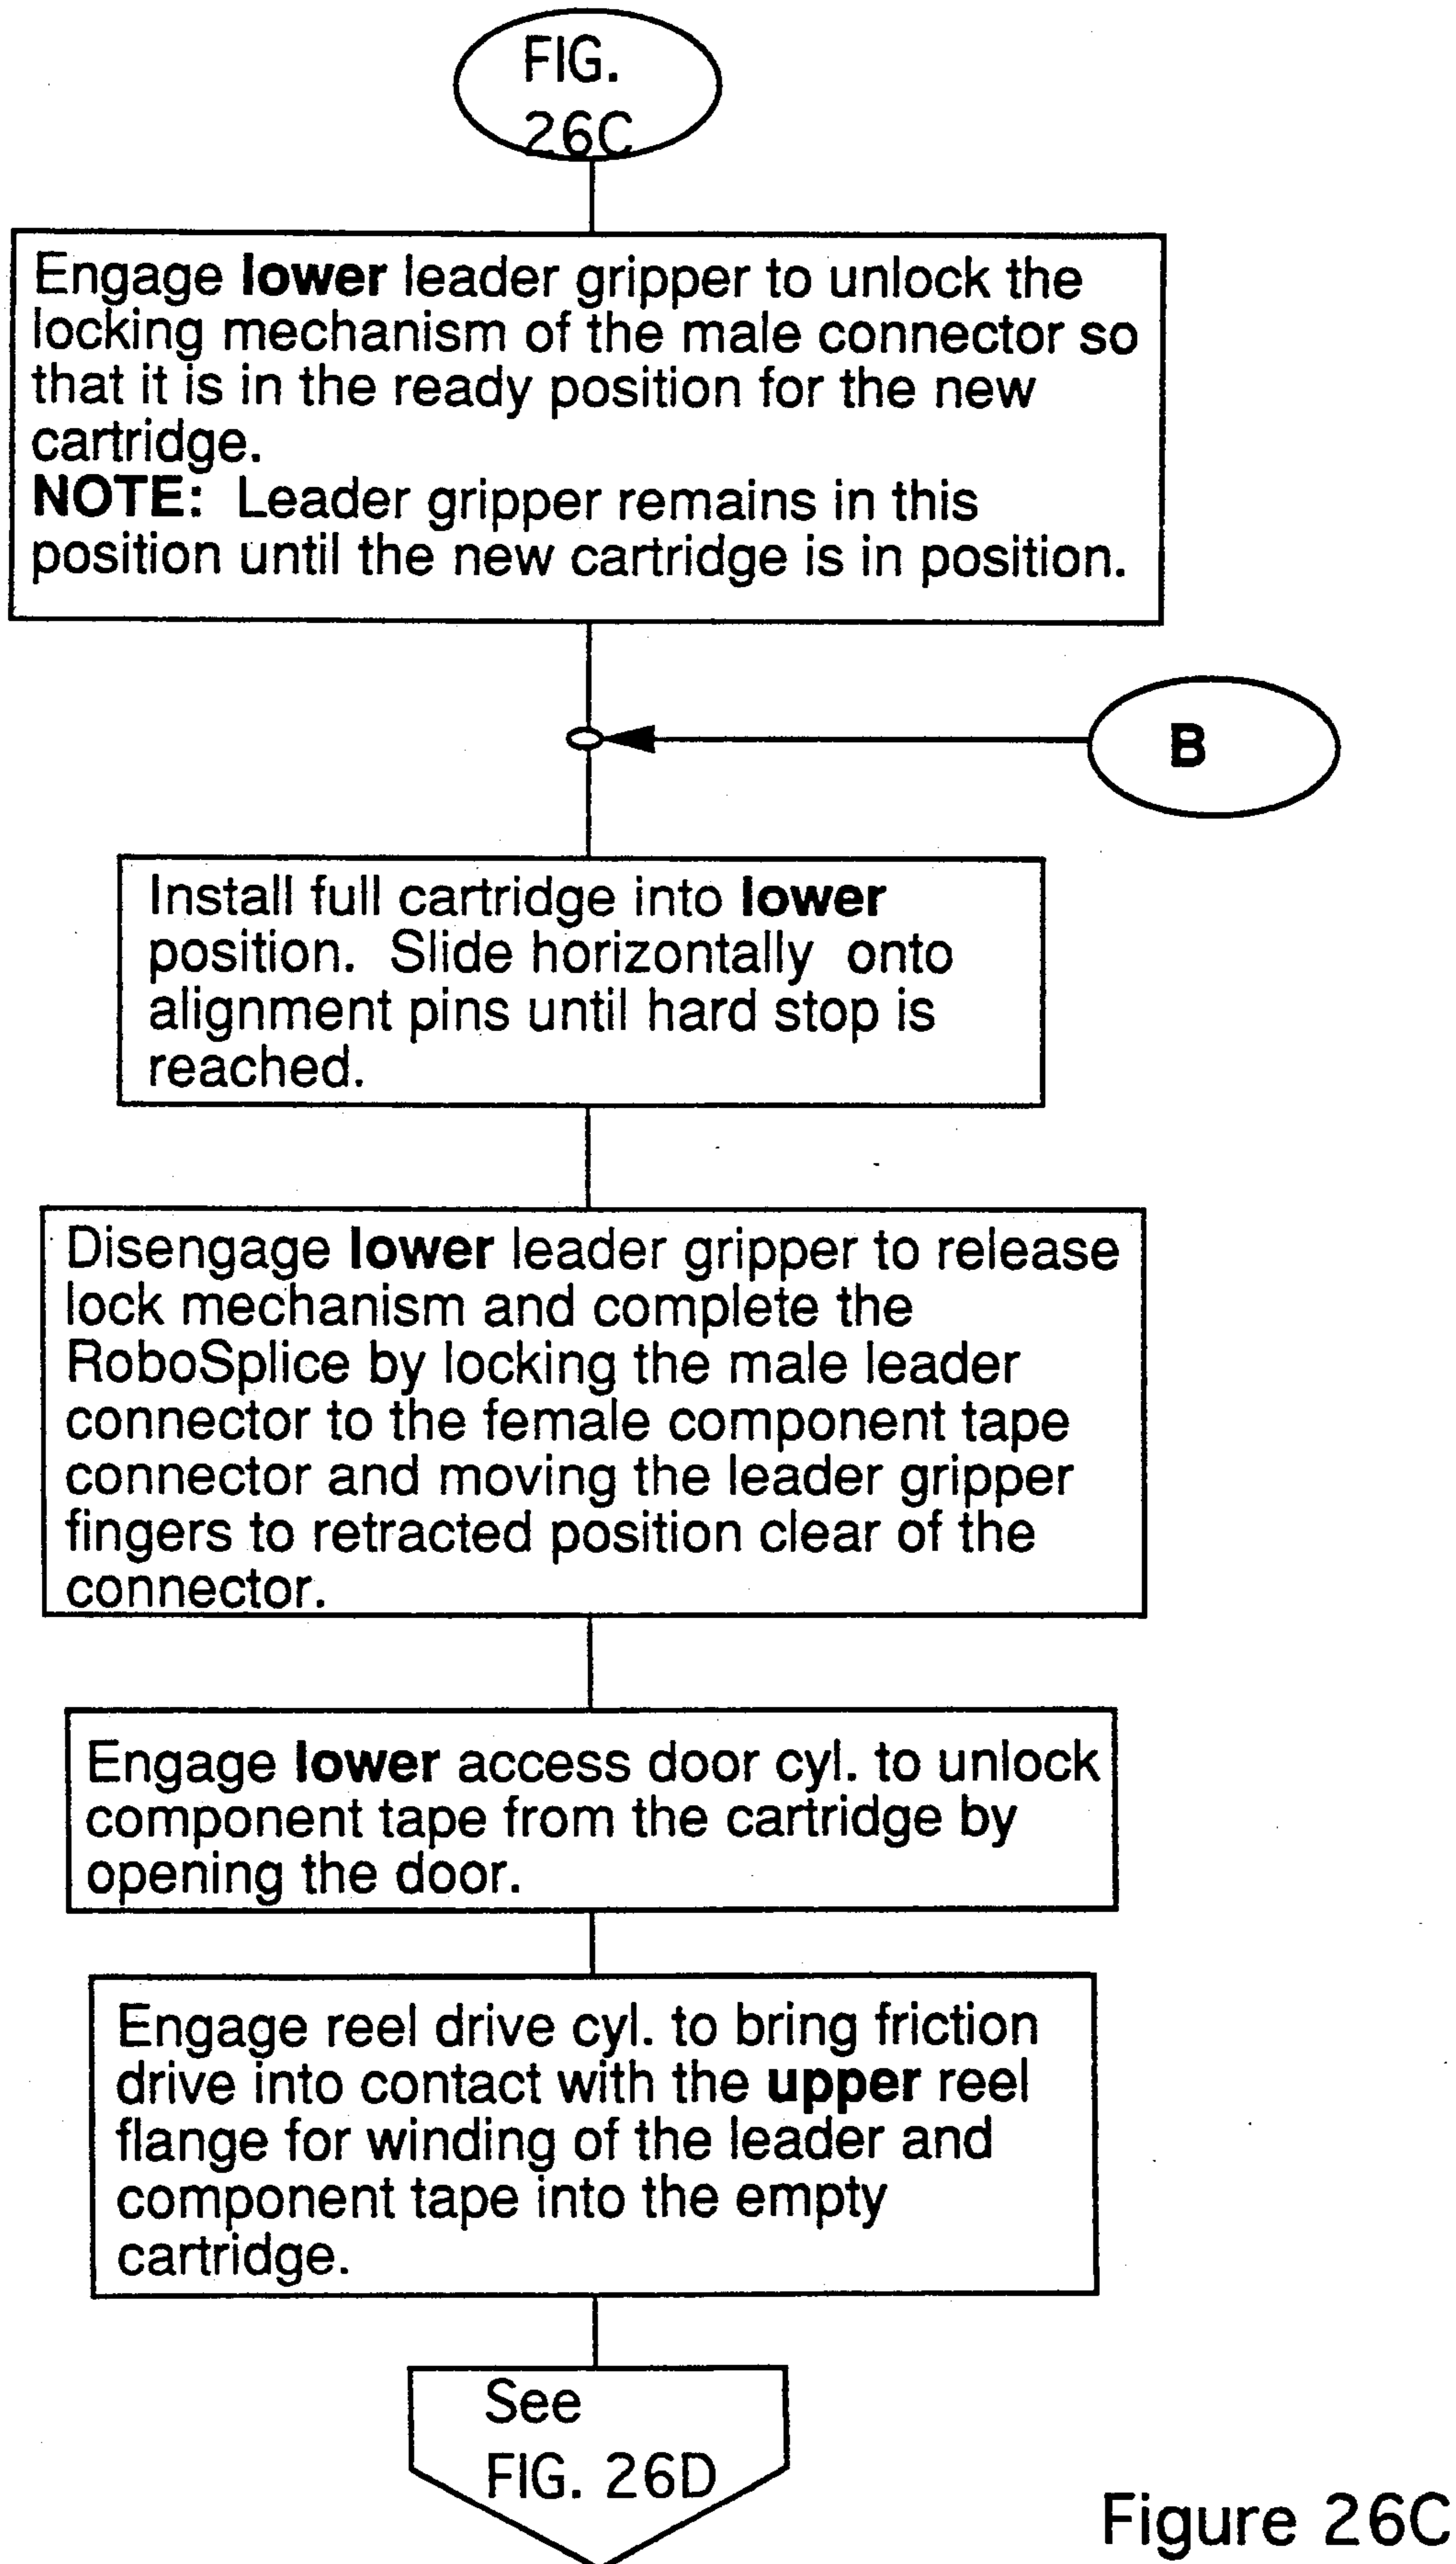 FIG.
26C
Engage lower leader gripper to unlock the
locking mechanism of the male connector so
that it is in the ready position for the new
cartridge.
NOTE: Leader gripper remains in this
position until the new cartridge is in position.
B
Install full cartridge into lower
position. Slide horizontally onto
alignment pins until hard stop is
reached.
Disengage lower leader gripper to release
lock mechanism and complete the
RoboSplice by locking the male leader
connector to the female component tape
connector and moving the leader gripper
fingers to retracted position clear of the
connector.
Engage lower access door cyl. to unlock
component tape from the cartridge by
opening the door.
Engage reel drive cyl. to bring friction
drive into contact with the upper reel
flange for winding of the leader and
component tape into the empty
cartridge.
See
FIG. 26D
Figure 26C